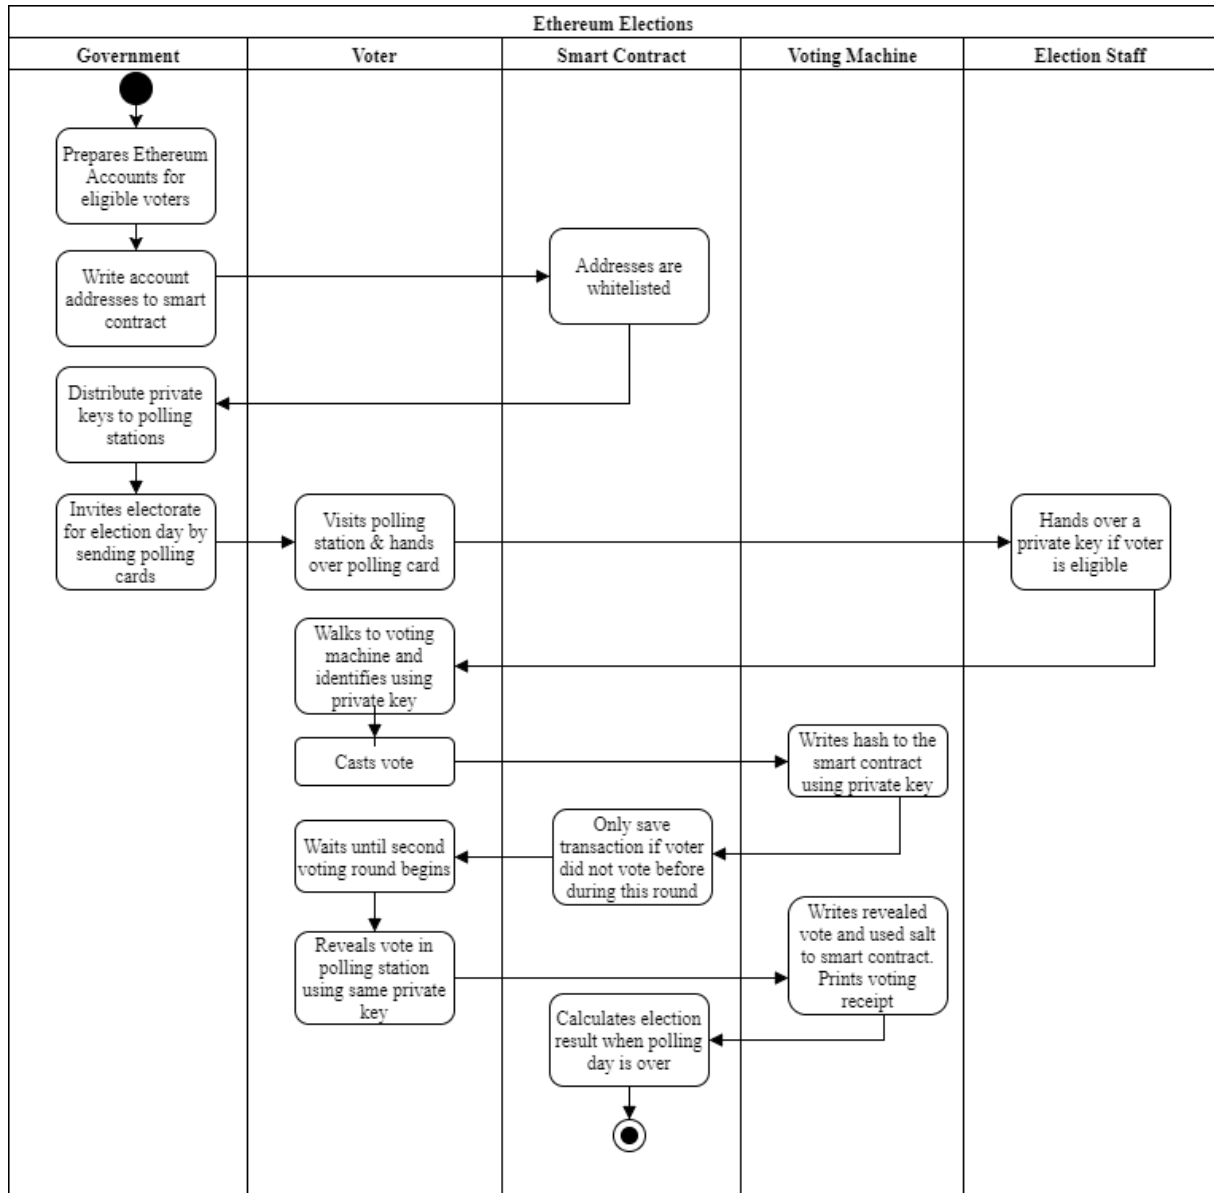 Ethereum Elections
Government
Voter
Smart Contract
Voting Machine
Election Staff
Prepares Ethereum
Accounts for
eligible voters
Write account
addresses to smart
contract
Addresses are
whitelisted
Distribute private
keys to polling
stations
Invites electorate
for election day by
sending polling
cards
Visits polling
station & hands
over polling card
Hands over a
private key if voter
is eligible
Walks to voting
machine and
identifies using
private key
Casts vote
Writes hash to the
smart contract
using private key
Only save
transaction if voter
did not vote before
during this round
Waits until second
voting round begins
Reveals vote in
polling station
using same private
key
Writes revealed
vote and used salt
to smart contract.
Prints voting
receipt
Calculates election
result when polling
day is over